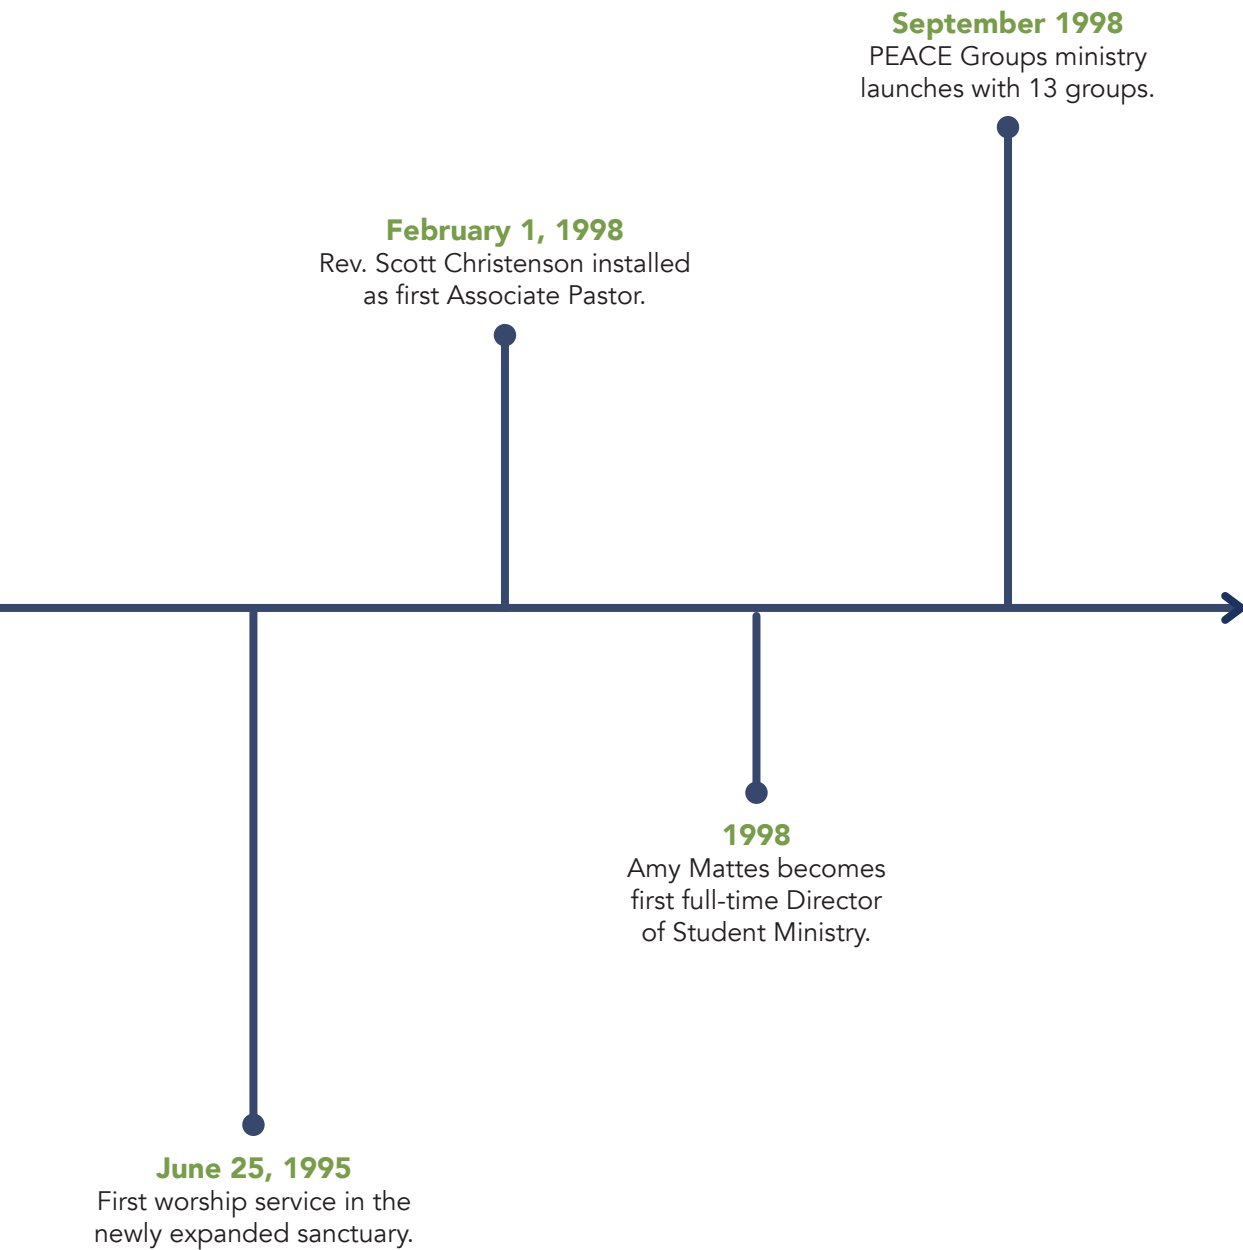 September 1998
PEACE Groups ministry
launches with 13 groups.
February 1, 1998
Rev. Scott Christenson installed
as first Associate Pastor.
1998
Amy Mattes becomes
first full-time Director
of Student Ministry.
June 25, 1995
First worship service in the
newly expanded sanctuary.